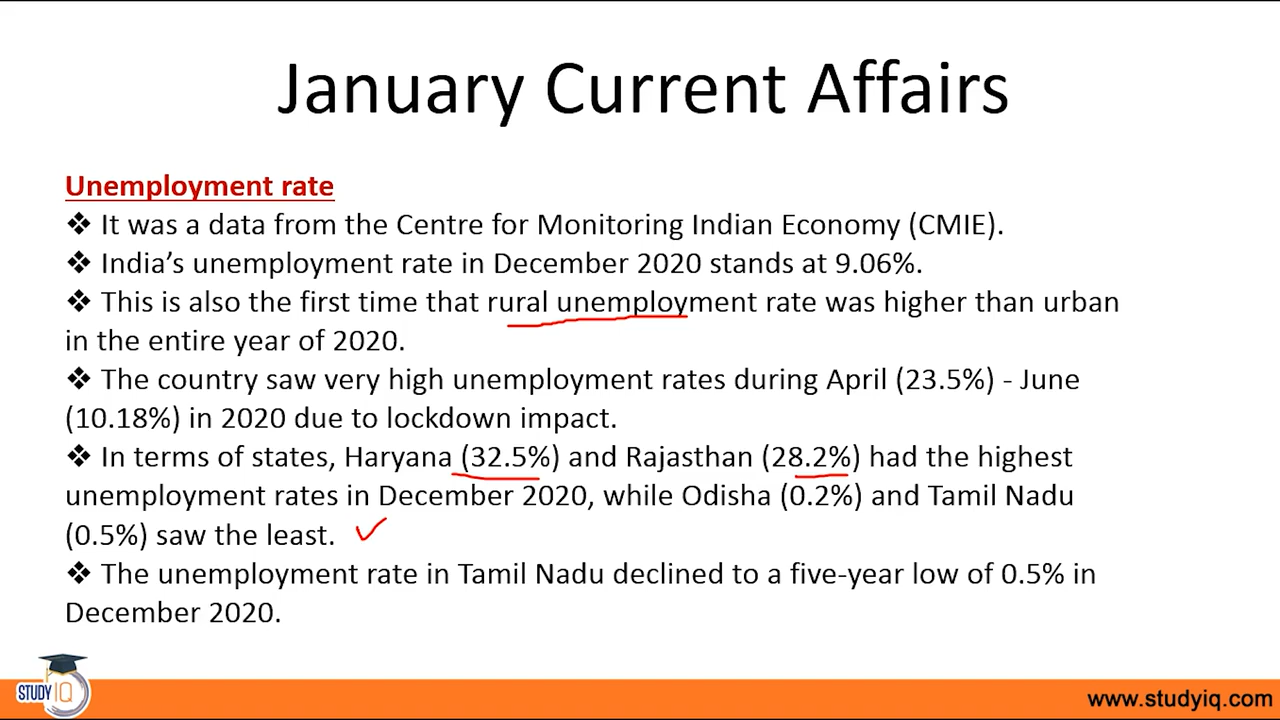 January Current Affairs
Unemployment rate
❖ It was a data from the Centre for Monitoring Indian Economy (CMIE).
❖ India’s unemployment rate in December 2020 stands at 9.06%.
❖ This is also the first time that rural unemployment rate was higher than urban
in the entire year of 2020.
❖ The country saw very high unemployment rates during April (23.5%) - June
(10.18%) in 2020 due to lockdown impact.
❖ In terms of states, Haryana (32.5%) and Rajasthan (28.2%) had the highest
unemployment rates in December 2020, while Odisha (0.2%) and Tamil Nadu
(0.5%) saw the least.
❖ The unemployment rate in Tamil Nadu declined to a five-year low of 0.5% in
December 2020.
STUDY IQ
www.studyiq.com